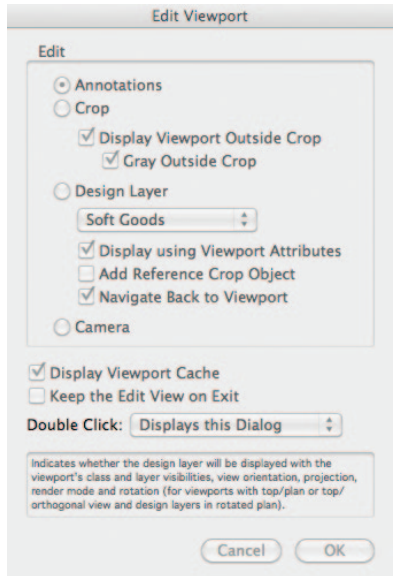 Edit Viewport
Edit
Annotations
Crop
Display Viewport Outside Crop
Gray Outside Crop
Design Layer
Soft Goods
Display using Viewport Attributes
Add Reference Crop Object
Navigate Back to Viewport
Camera
Display Viewport Cache
Keep the Edit View on Exit
Double Click: Displays this Dialog
Indicates whether the design layer will be displayed with the
viewport's class and layer visibilities, view orientation, projection,
render mode and rotation (for viewports with top/plan or top/
orthogonal view and design layers in rotated plan).
Cancel OK